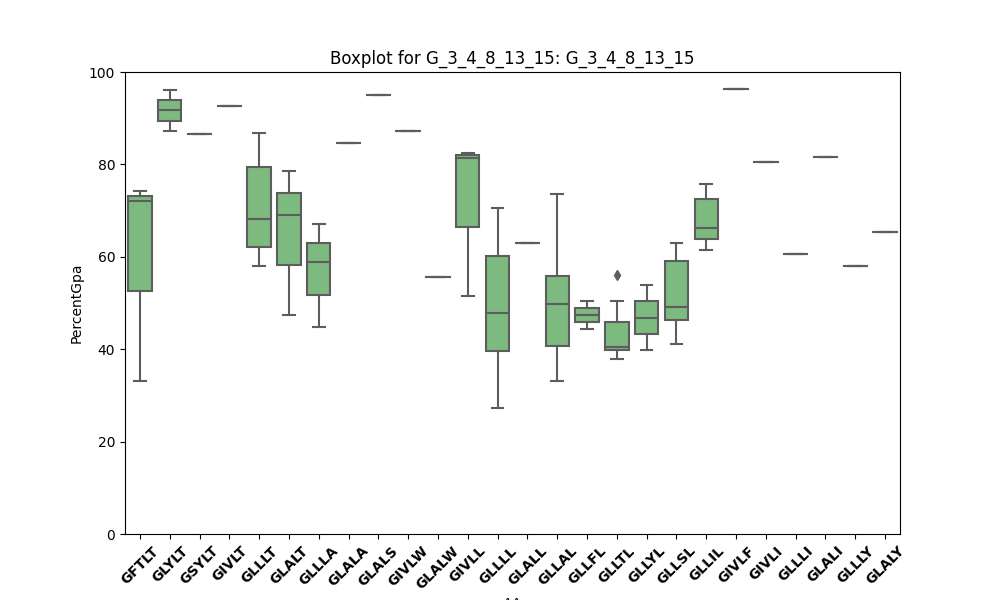 Boxplot for G_3_4_8_13_15: G_3_4_8_13_15
PercentGpa
100
80
60
40
20
0
GFTLT
GLYLT
GSYLT
GIVLT
GLLLT
GLALT
GLLLA
GLALA
GLALS
GIVLW
GLALW
GIVLL
GLLLL
GLALL
GLLAL
GLLFL
GLLTL
GLLYL
GLLSL
GLLIL
GIVLF
GIVLI
GLLLI
GLALI
GLLLY
GLALY